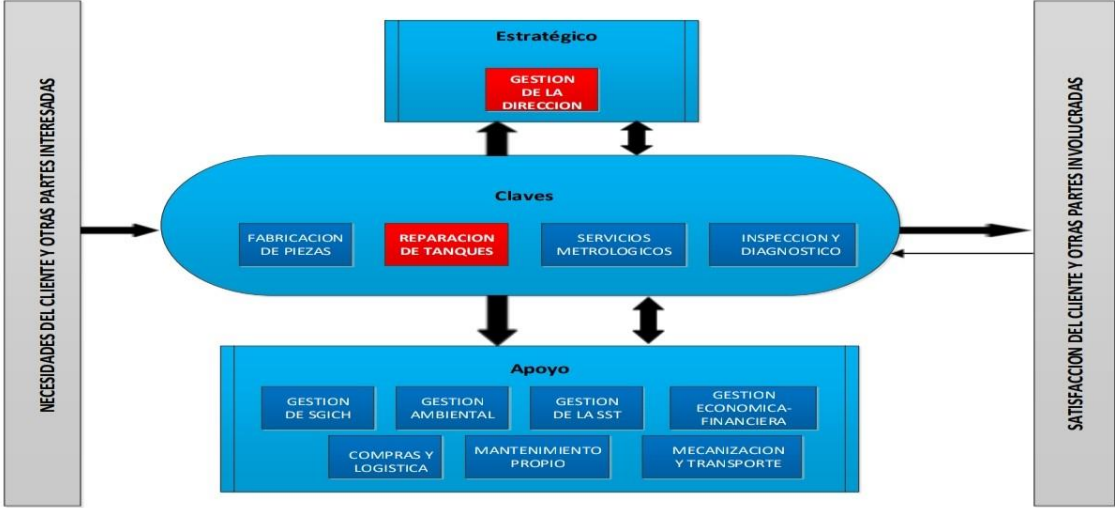 NECESIDADES DEL CLIENTE Y OTRAS PARTES INTERESADAS
Estratégico
GESTION
DE LA
DIRECCION
Claves
FABRICACION
DE PIEZAS
REPARACION
DE TANQUES
SERVICIOS
METROLOGICOS
INSPECCION Y
DIAGNOSTICO
Apoyo
GESTION
DE SGICH
GESTION
AMBIENTAL
GESTION
DE LA SST
GESTION
ECONOMICA-
FINANCIERA
COMPRAS Y
LOGISTICA
MANTENIMIENTO
PROPIO
MECANIZACION
Y TRANSPORTE
SATISFACCION DEL CLIENTE Y OTRAS PARTES INVOLUCRADAS